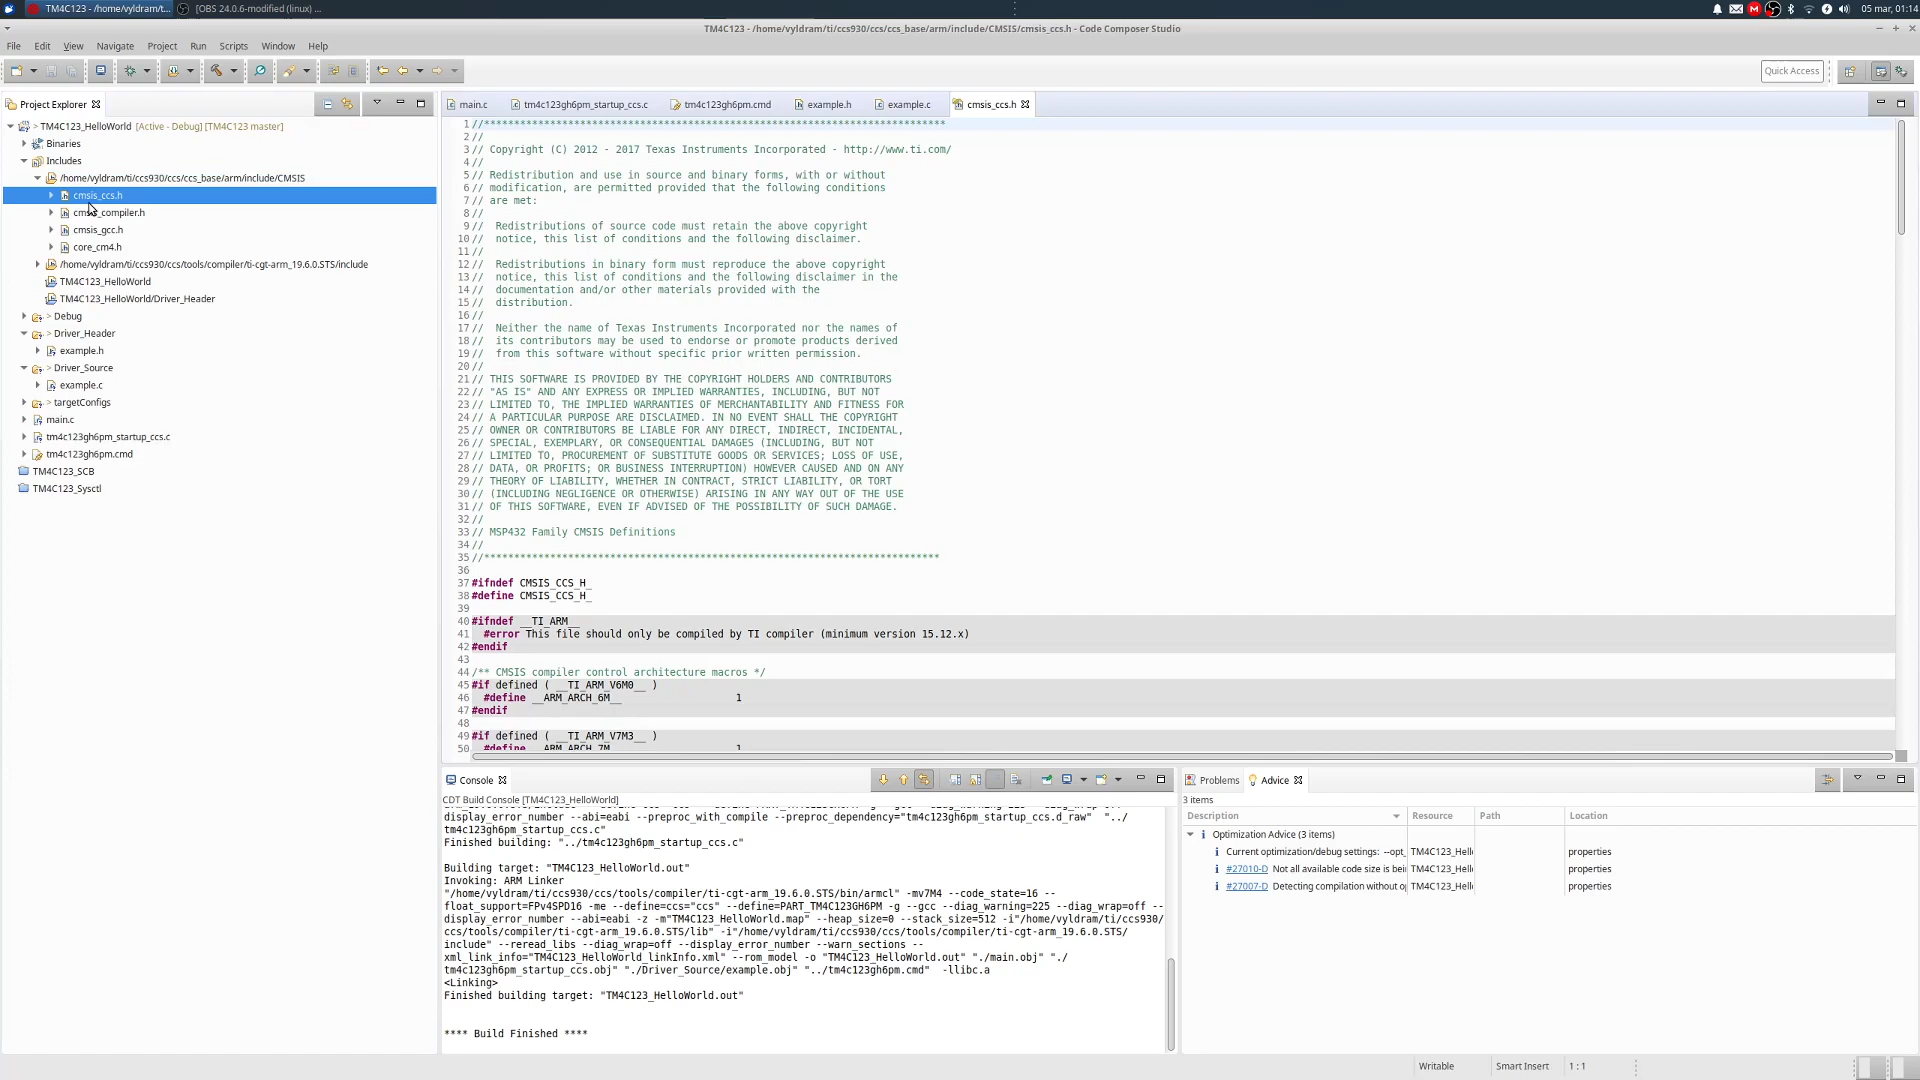 TM4C123 - /home/vyldram/t...
[OBS 24.0.6-modified (linux) ...
05 mar, 01:14
TM4C123 - /home/vyldram/ti/ccs930/ccs/ccs_base/arm/include/CMSIS/cmsis_ccs.h - Code Composer Studio
File Edit View Navigate Project Run Scripts Window Help
Quick Access
Project Explorer
> TM4C123_HelloWorld [Active - Debug] [TM4C123 master]
Binaries
Includes
/home/vyldram/ti/ccs930/ccs/ccs_base/arm/include/CMSIS
cmsis_ccs.h
cmsis_compiler.h
cmsis_gcc.h
core_cm4.h
/home/vyldram/ti/ccs930/ccs/tools/compiler/ti-cgt-arm_19.6.0.STS/include
TM4C123_HelloWorld
TM4C123_HelloWorld/Driver_Header
> Debug
> Driver_Header
example.h
> Driver_Source
example.c
> targetConfigs
main.c
tm4c123gh6pm_startup_ccs.c
tm4c123gh6pm.cmd
TM4C123_SCB
TM4C123_Sysctl
main.c tm4c123gh6pm_startup_ccs.c tm4c123gh6pm.cmd example.h example.c cmsis_ccs.h
1 //*****************************************************************************
2 //
3 // Copyright (C) 2012 - 2017 Texas Instruments Incorporated - http://www.ti.com/
4 //
5 // Redistribution and use in source and binary forms, with or without
6 // modification, are permitted provided that the following conditions
7 // are met:
8 //
9 //  Redistributions of source code must retain the above copyright
10 //  notice, this list of conditions and the following disclaimer.
11 //
12 //  Redistributions in binary form must reproduce the above copyright
13 //  notice, this list of conditions and the following disclaimer in the
14 //  documentation and/or other materials provided with the
15 //  distribution.
16 //
17 //  Neither the name of Texas Instruments Incorporated nor the names of
18 //  its contributors may be used to endorse or promote products derived
19 //  from this software without specific prior written permission.
20 //
21 // THIS SOFTWARE IS PROVIDED BY THE COPYRIGHT HOLDERS AND CONTRIBUTORS
22 // "AS IS" AND ANY EXPRESS OR IMPLIED WARRANTIES, INCLUDING, BUT NOT
23 // LIMITED TO, THE IMPLIED WARRANTIES OF MERCHANTABILITY AND FITNESS FOR
24 // A PARTICULAR PURPOSE ARE DISCLAIMED. IN NO EVENT SHALL THE COPYRIGHT
25 // OWNER OR CONTRIBUTORS BE LIABLE FOR ANY DIRECT, INDIRECT, INCIDENTAL,
26 // SPECIAL, EXEMPLARY, OR CONSEQUENTIAL DAMAGES (INCLUDING, BUT NOT
27 // LIMITED TO, PROCUREMENT OF SUBSTITUTE GOODS OR SERVICES; LOSS OF USE,
28 // DATA, OR PROFITS; OR BUSINESS INTERRUPTION) HOWEVER CAUSED AND ON ANY
29 // THEORY OF LIABILITY, WHETHER IN CONTRACT, STRICT LIABILITY, OR TORT
30 // (INCLUDING NEGLIGENCE OR OTHERWISE) ARISING IN ANY WAY OUT OF THE USE
31 // OF THIS SOFTWARE, EVEN IF ADVISED OF THE POSSIBILITY OF SUCH DAMAGE.
32 //
33 // MSP432 Family CMSIS Definitions
34 //
35 //****************************************************************************
36
37 #ifndef CMSIS_CCS_H_
38 #define CMSIS_CCS_H_
39
40 #ifndef __TI_ARM__
41   #error This file should only be compiled by TI compiler (minimum version 15.12.x)
42 #endif
43
44 /** CMSIS compiler control architecture macros */
45 #if defined ( __TI_ARM_V6M0__ )
46   #define __ARM_ARCH_6M__                   1
47 #endif
48
49 #if defined ( __TI_ARM_V7M3__ )
50   #define __ARM_ARCH_7M__                   1
Console
CDT Build Console [TM4C123_HelloWorld]
display_error_number --abi=eabi --preproc_with_compile --preproc_dependency="tm4c123gh6pm_startup_ccs.d_raw"  "../
tm4c123gh6pm_startup_ccs.c"
Finished building: "../tm4c123gh6pm_startup_ccs.c"
Building target: "TM4C123_HelloWorld.out"
Invoking: ARM Linker
"/home/vyldram/ti/ccs930/ccs/tools/compiler/ti-cgt-arm_19.6.0.STS/bin/armcl" -mv7M4 --code_state=16 --
float_support=FPv4SPD16 -me --define=ccs="ccs" --define=PART_TM4C123GH6PM -g --gcc --diag_warning=225 --diag_wrap=off --
display_error_number --abi=eabi -z -m"TM4C123_HelloWorld.map" --heap_size=0 --stack_size=512 -i"/home/vyldram/ti/ccs930/
ccs/tools/compiler/ti-cgt-arm_19.6.0.STS/lib" -i"/home/vyldram/ti/ccs930/ccs/tools/compiler/ti-cgt-arm_19.6.0.STS/
include" --reread_libs --diag_wrap=off --display_error_number --warn_sections --
xml_link_info="TM4C123_HelloWorld_linkInfo.xml" --rom_model -o "TM4C123_HelloWorld.out" "./main.obj" "./
tm4c123gh6pm_startup_ccs.obj" "./Driver_Source/example.obj" "../tm4c123gh6pm.cmd"  -llibc.a
<Linking>
Finished building target: "TM4C123_HelloWorld.out"
**** Build Finished ****
Problems Advice
3 items
Description Resource Path Location
Optimization Advice (3 items)
Current optimization/debug settings: --opt_ TM4C123_Hell properties
#27010-D Not all available code size is bei TM4C123_Hell properties
#27007-D Detecting compilation without o TM4C123_Hell properties
Writable Smart Insert 1 : 1